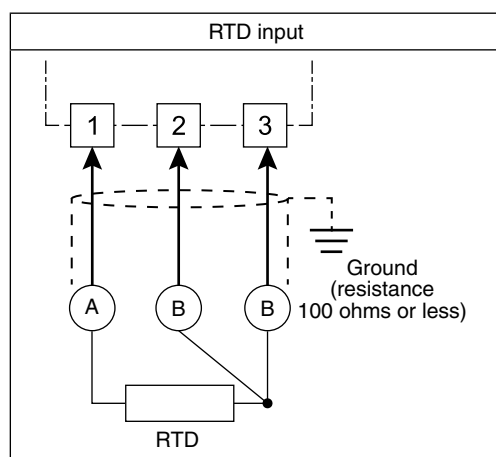 RTD input
1 2 3
Ground
(resistance
100 ohms or less)
A B B
RTD